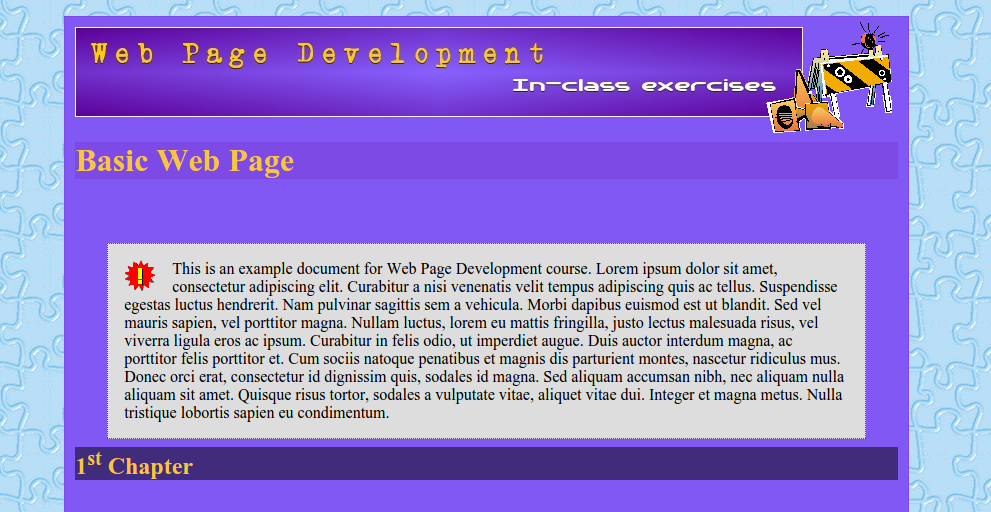 Web Page Development
In-class exercises
Basic Web Page
This is an example document for Web Page Development course. Lorem ipsum dolor sit amet,
consectetur adipiscing elit. Curabitur a nisi venenatis velit tempus adipiscing quis ac tellus. Suspendisse
egestas luctus hendrerit. Nam pulvinar sagittis sem a vehicula. Morbi dapibus euismod est ut blandit. Sed vel
mauris sapien, vel porttitor magna. Nullam luctus, lorem eu mattis fringilla, justo lectus malesuada risus, vel
viverra ligula eros ac ipsum. Curabitur in felis odio, ut imperdiet augue. Duis auctor interdum magna, ac
porttitor felis porttitor et. Cum sociis natoque penatibus et magnis dis parturient montes, nascetur ridiculus mus.
Donec orci erat, consectetur id dignissim quis, sodales id magna. Sed aliquam accumsan nibh, nec aliquam nulla
aliquam sit amet. Quisque risus tortor, sodales a vulputate vitae, aliquet vitae dui. Integer et magna metus. Nulla
tristique lobortis sapien eu condimentum.
1st Chapter